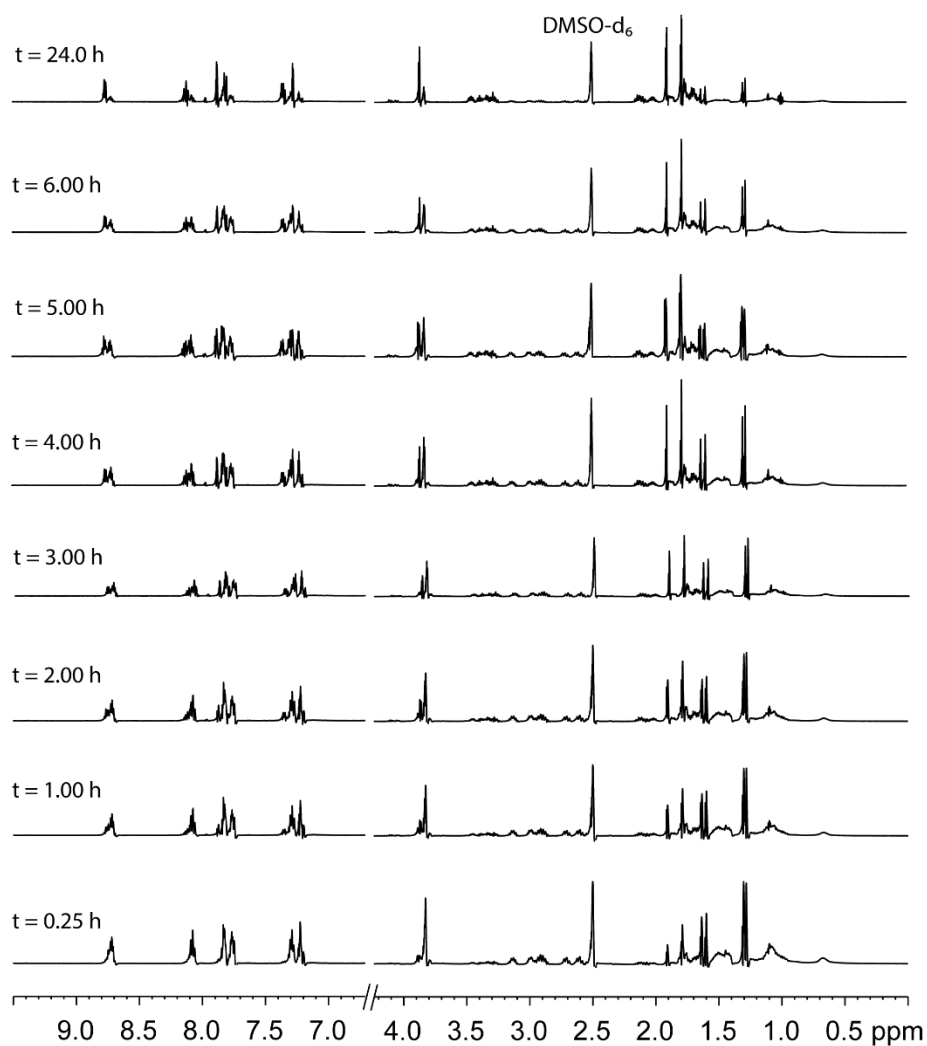 DMSO-d₆
t = 24.0 h
t = 6.00 h
t = 5.00 h
t = 4.00 h
t = 3.00 h
t = 2.00 h
t = 1.00 h
t = 0.25 h
9.0 8.5 8.0 7.5 7.0 // 4.0 3.5 3.0 2.5 2.0 1.5 1.0 0.5 ppm